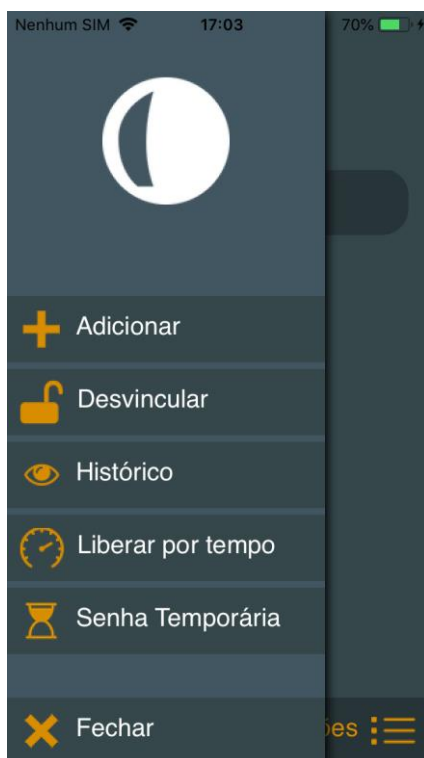 Nenhum SIM 17:03 70%
Adicionar
Desvincular
Histórico
Liberar por tempo
Senha Temporária
Fechar
ões